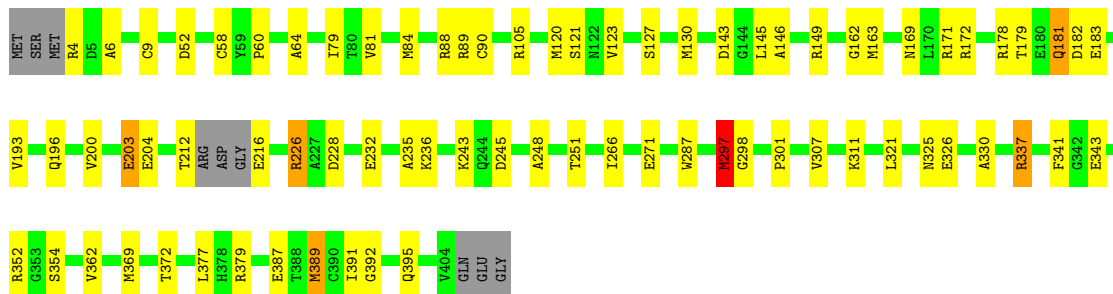 MET SER MET R4 D5 A6 C9 D52 C58 Y59 P60 A64 I79 T80 V81 M84 R88 R89 C90 R105 M120 S121 N122 V123 S127 M130 D143 G144 L145 A146 R149 G162 M163 N169 L170 R171 R172 R178 T179 E180 Q181 D182 E183
V193 Q196 V200 E203 E204 T212 ARG ASP GLY E216 R226 A227 D228 E232 A235 K236 K243 Q244 D245 A248 T251 I266 E271 W287 M297 G298 P301 V307 K311 L321 N325 E326 A330 R337 F341 G342 E343
R352 G353 S354 V362 M369 T372 L377 H378 R379 E387 T388 M389 C390 I391 G392 Q395 V404 GLN GLU GLY